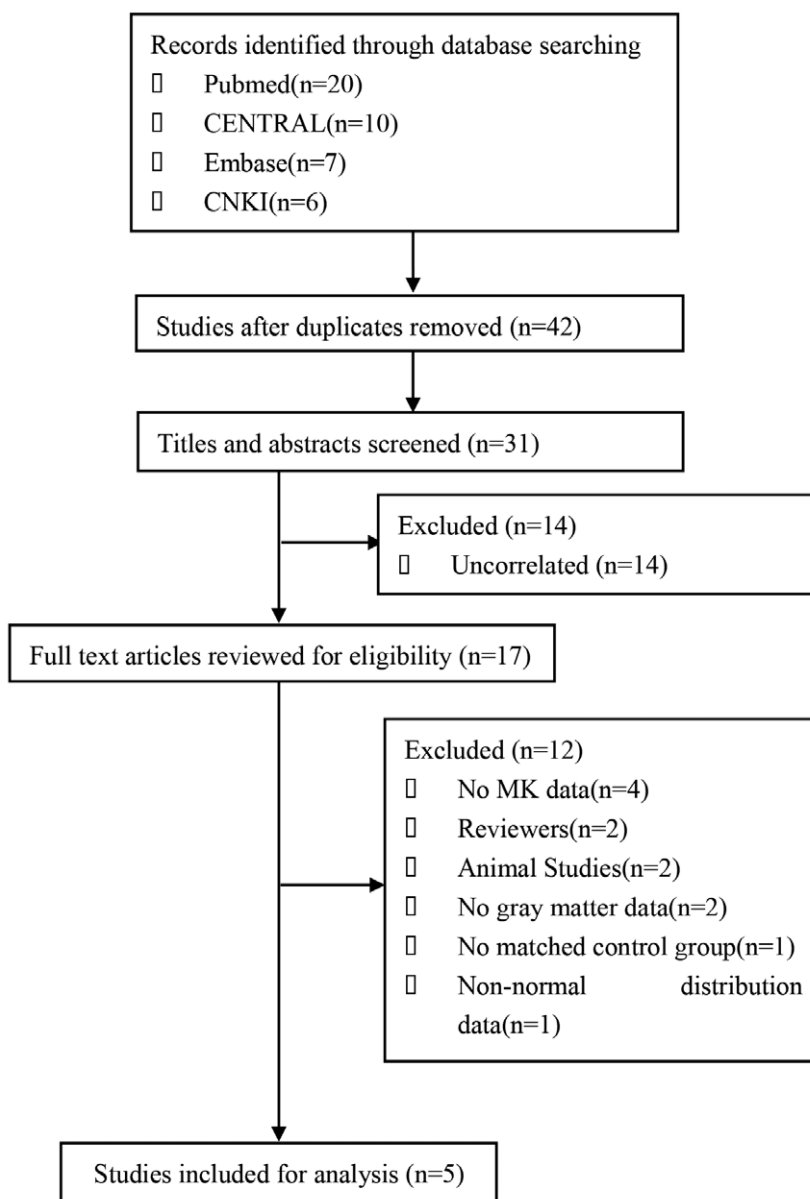 Records identified through database searching
▯ Pubmed(n=20)
▯ CENTRAL(n=10)
▯ Embase(n=7)
▯ CNKI(n=6)
Studies after duplicates removed (n=42)
Titles and abstracts screened (n=31)
Excluded (n=14)
▯ Uncorrelated (n=14)
Full text articles reviewed for eligibility (n=17)
Excluded (n=12)
▯ No MK data(n=4)
▯ Reviewers(n=2)
▯ Animal Studies(n=2)
▯ No gray matter data(n=2)
▯ No matched control group(n=1)
▯ Non-normal distribution
data(n=1)
Studies included for analysis (n=5)